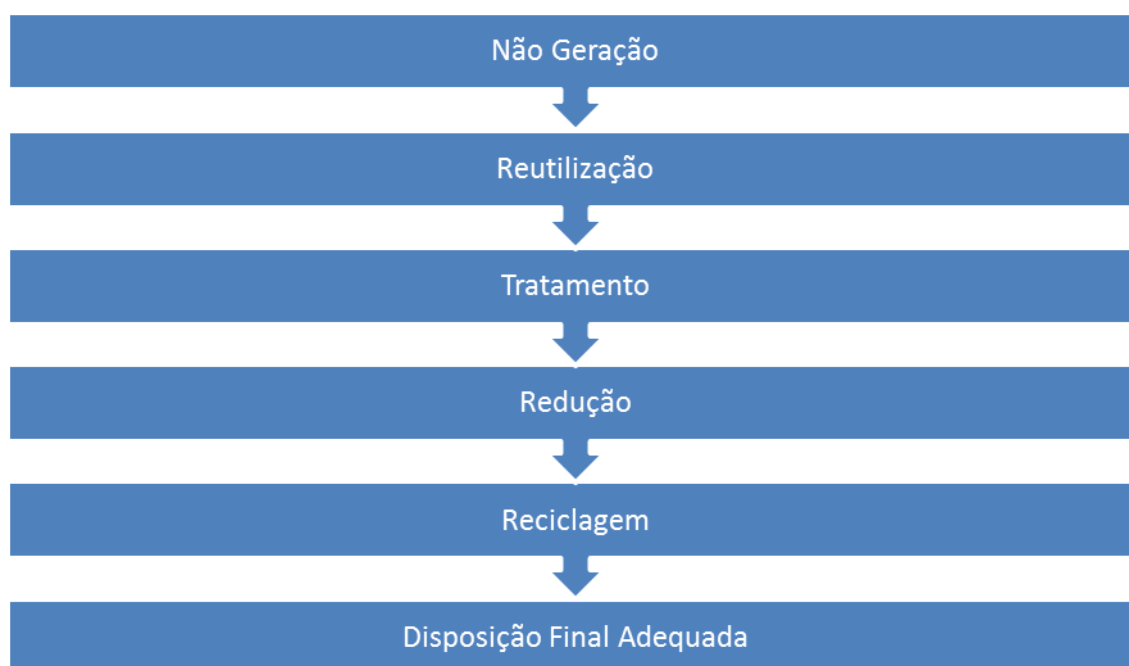 Não Geração
Reutilização
Tratamento
Redução
Reciclagem
Disposição Final Adequada